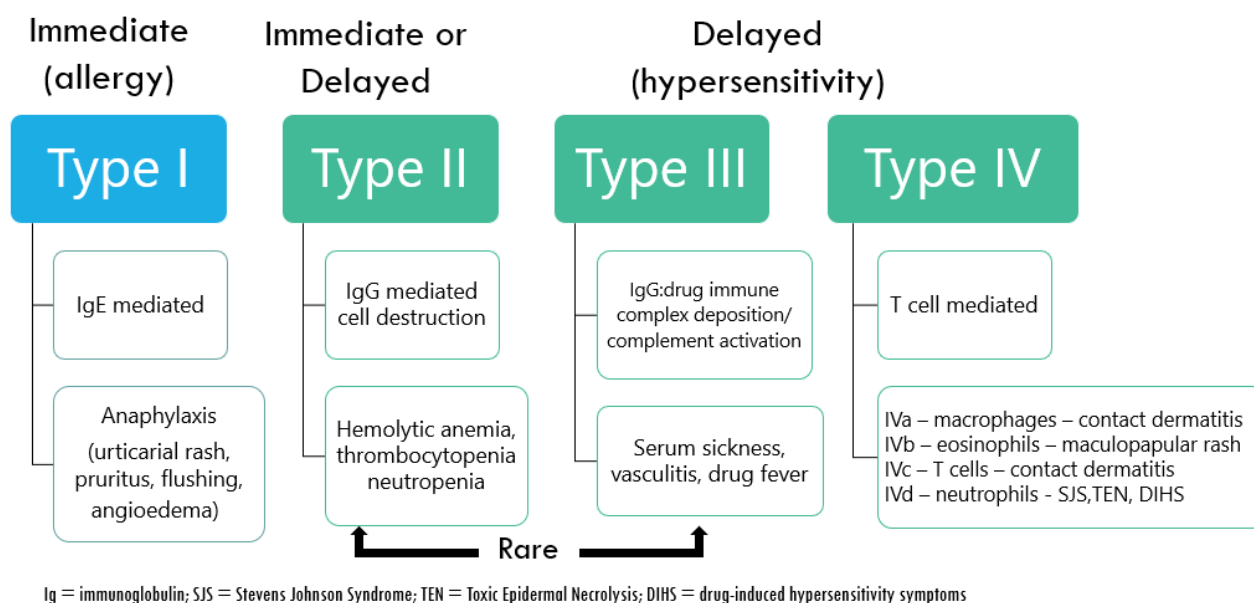 Immediate
(allergy)
Immediate or
Delayed
Delayed
(hypersensitivity)
Type I
Type II
Type III
Type IV
IgE mediated
IgG mediated
cell destruction
IgG:drug immune
complex deposition/
complement activation
T cell mediated
Anaphylaxis
(urticarial rash,
pruritus, flushing,
angioedema)
Hemolytic anemia,
thrombocytopenia
neutropenia
Serum sickness,
vasculitis, drug fever
IVa – macrophages – contact dermatitis
IVb – eosinophils – maculopapular rash
IVc – T cells – contact dermatitis
IVd – neutrophils - SJS,TEN, DIHS
Rare
Ig = immunoglobulin; SJS = Stevens Johnson Syndrome; TEN = Toxic Epidermal Necrolysis; DIHS = drug-induced hypersensitivity symptoms